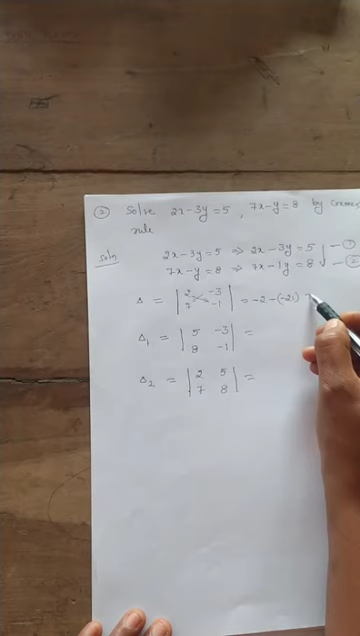 ② Solve 2x-3y=5 , 7x-y=8 by
rule
Soln 2x-3y=5 ⇒ 2x-3y=5 —①
7x-y=8 ⇒ 7x-1y=8 —②
Δ = | 2 -3 | = -2-(-21)
| 7 -1 |
Δ₁ = | 5 -3 | =
| 8 -1 |
Δ₂ = | 2 5 | =
| 7 8 |